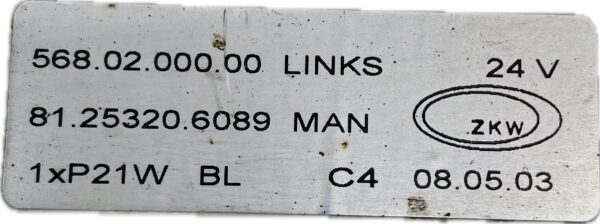 568.02.000.00 LINKS 24 V
81.25320.6089 MAN ZKW
1xP21W BL C4 08.05.03